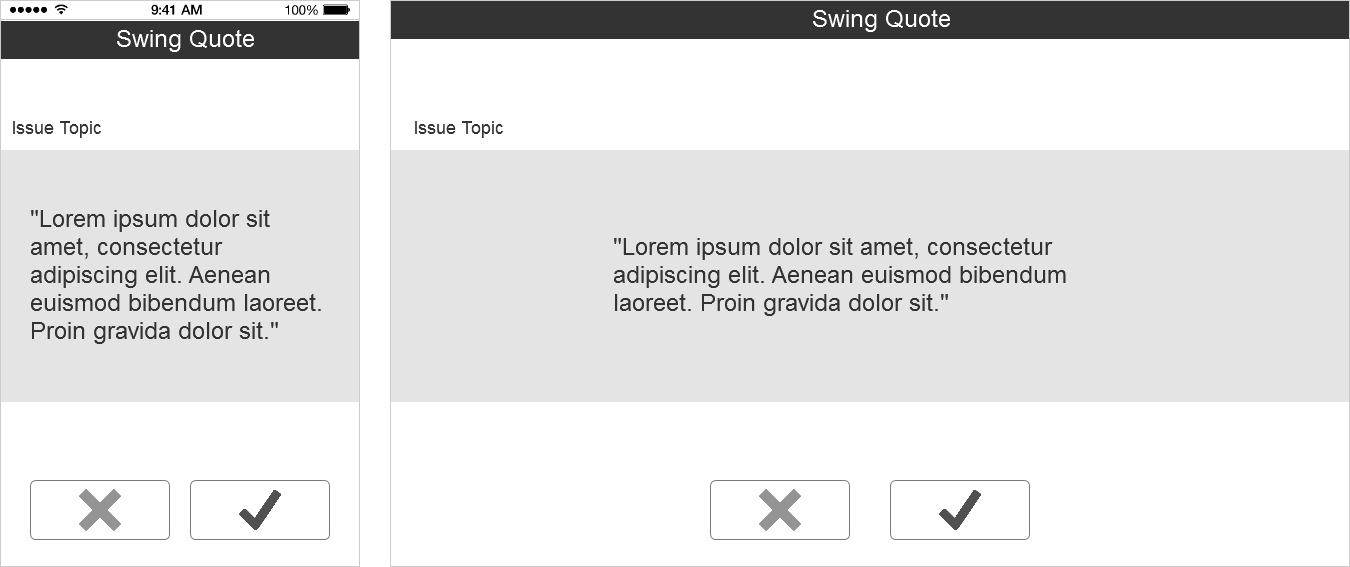 9:41 AM 100%
Swing Quote
Issue Topic
"Lorem ipsum dolor sit
amet, consectetur
adipiscing elit. Aenean
euismod bibendum laoreet.
Proin gravida dolor sit."
Swing Quote
Issue Topic
"Lorem ipsum dolor sit amet, consectetur
adipiscing elit. Aenean euismod bibendum
laoreet. Proin gravida dolor sit."